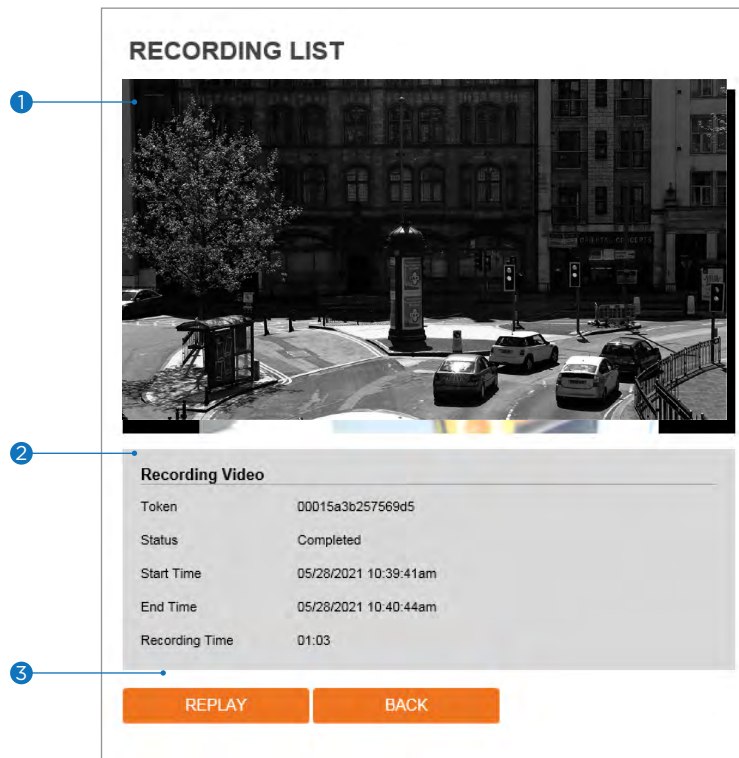 RECORDING LIST
1
2
Recording Video
Token 00015a3b257569d5
Status Completed
Start Time 05/28/2021 10:39:41am
End Time 05/28/2021 10:40:44am
Recording Time 01:03
3
REPLAY BACK